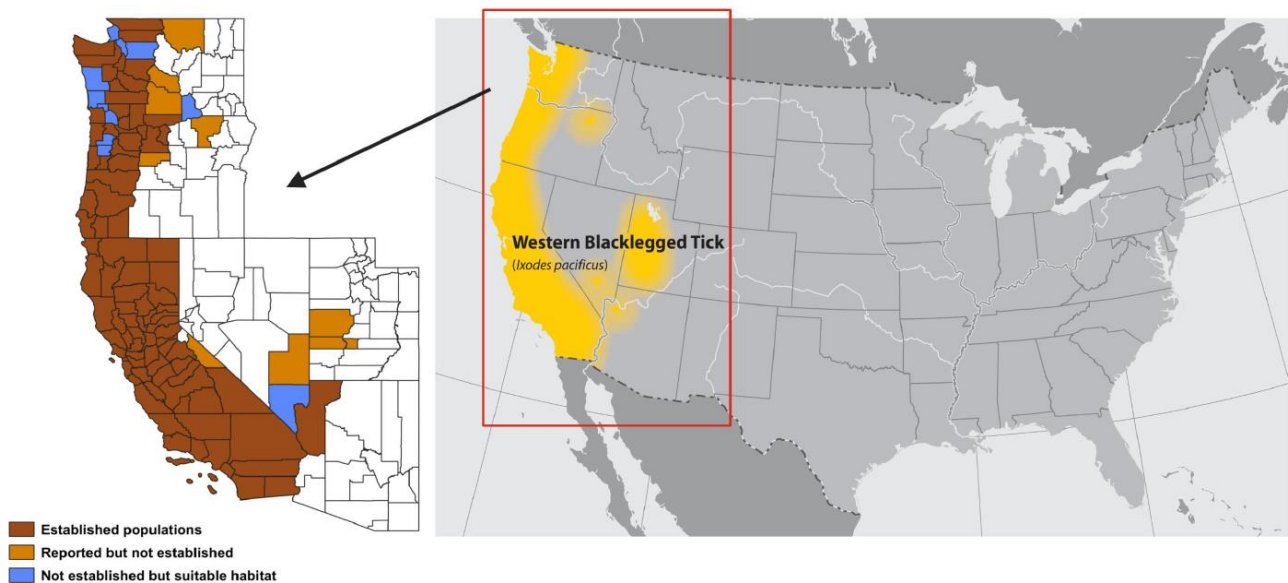 Western Blacklegged Tick
(Ixodes pacificus)
Established populations
Reported but not established
Not established but suitable habitat